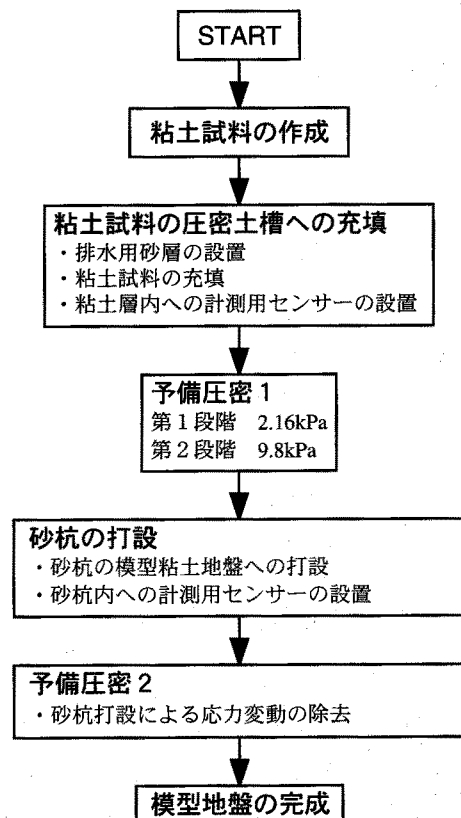 START
粘土試料の作成
粘土試料の圧密土槽への充填
・排水用砂層の設置
・粘土試料の充填
・粘土層内への計測用センサーの設置
予備圧密1
第1段階 2.16kPa
第2段階 9.8kPa
砂杭の打設
・砂杭の模型粘土地盤への打設
・砂杭内への計測用センサーの設置
予備圧密2
・砂杭打設による応力変動の除去
模型地盤の完成